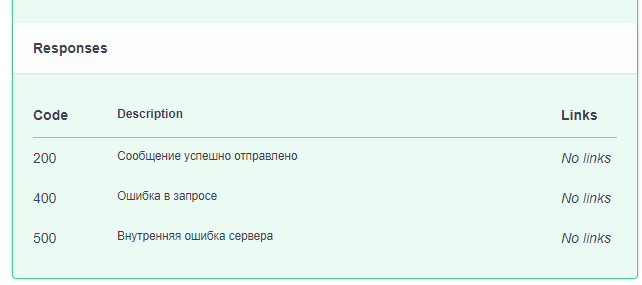 Responses
Code Description Links
200 Сообщение успешно отправлено No links
400 Ошибка в запросе No links
500 Внутренняя ошибка сервера No links